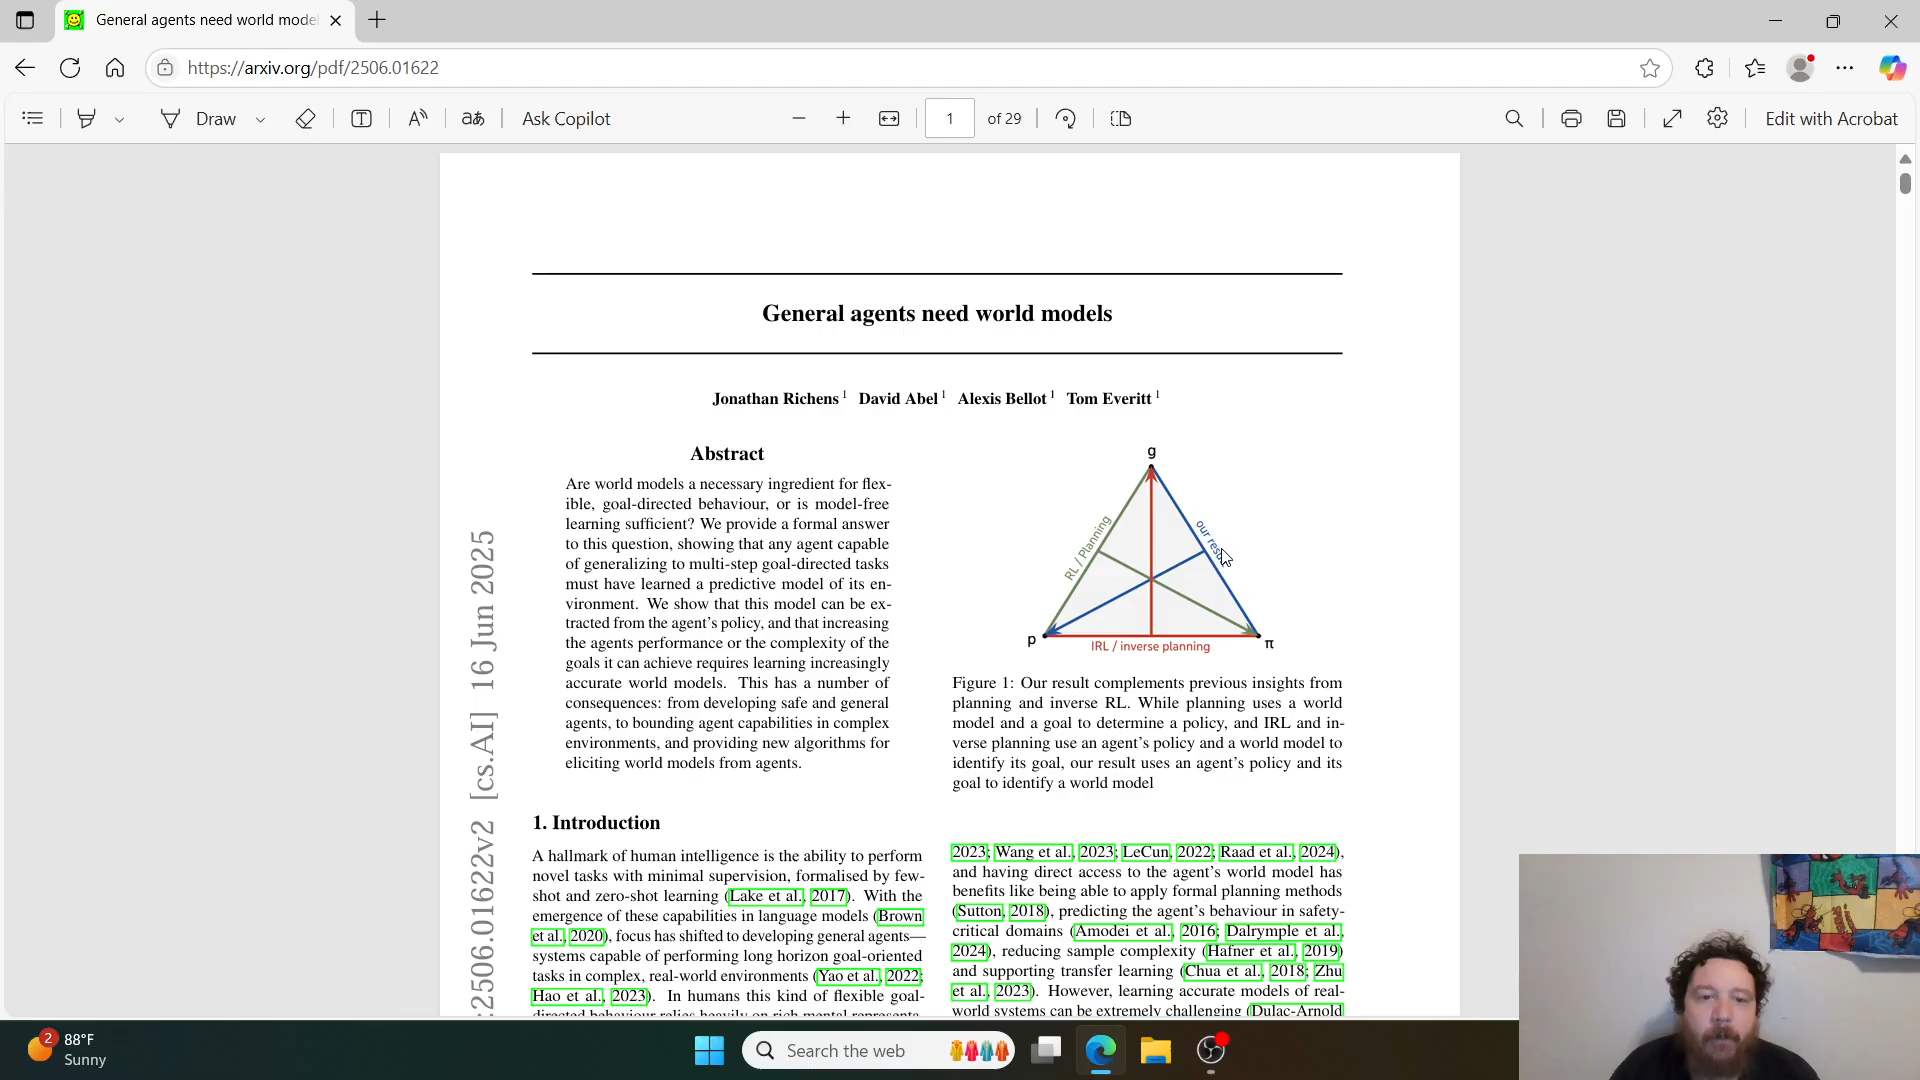 General agents need world mode
https://arxiv.org/pdf/2506.01622
Draw
Ask Copilot
1 of 29
Edit with Acrobat
General agents need world models
Jonathan Richens 1 David Abel 1 Alexis Bellot 1 Tom Everitt 1
Abstract
Are world models a necessary ingredient for flex-
ible, goal-directed behaviour, or is model-free
learning sufficient? We provide a formal answer
to this question, showing that any agent capable
of generalizing to multi-step goal-directed tasks
must have learned a predictive model of its en-
vironment. We show that this model can be ex-
tracted from the agent's policy, and that increasing
the agents performance or the complexity of the
goals it can achieve requires learning increasingly
accurate world models. This has a number of
consequences: from developing safe and general
agents, to bounding agent capabilities in complex
environments, and providing new algorithms for
eliciting world models from agents.
1. Introduction
A hallmark of human intelligence is the ability to perform
novel tasks with minimal supervision, formalised by few-
shot and zero-shot learning (Lake et al., 2017). With the
emergence of these capabilities in language models (Brown
et al., 2020), focus has shifted to developing general agents—
systems capable of performing long horizon goal-oriented
tasks in complex, real-world environments (Yao et al., 2022;
Hao et al., 2023). In humans this kind of flexible goal-
directed behaviour relies heavily on rich mental representa-
g
RL / Planning
our res
p
IRL / inverse planning
π
Figure 1: Our result complements previous insights from
planning and inverse RL. While planning uses a world
model and a goal to determine a policy, and IRL and in-
verse planning use an agent's policy and a world model to
identify its goal, our result uses an agent's policy and its
goal to identify a world model
2023; Wang et al., 2023; LeCun, 2022; Raad et al., 2024),
and having direct access to the agent's world model has
benefits like being able to apply formal planning methods
(Sutton, 2018), predicting the agent's behaviour in safety-
critical domains (Amodei et al., 2016; Dalrymple et al.,
2024), reducing sample complexity (Hafner et al., 2019)
and supporting transfer learning (Chua et al., 2018; Zhu
et al., 2023). However, learning accurate models of real-
world systems can be extremely challenging (Dulac-Arnold
:2506.01622v2 [cs.AI] 16 Jun 2025
2
88°F
Sunny
Search the web